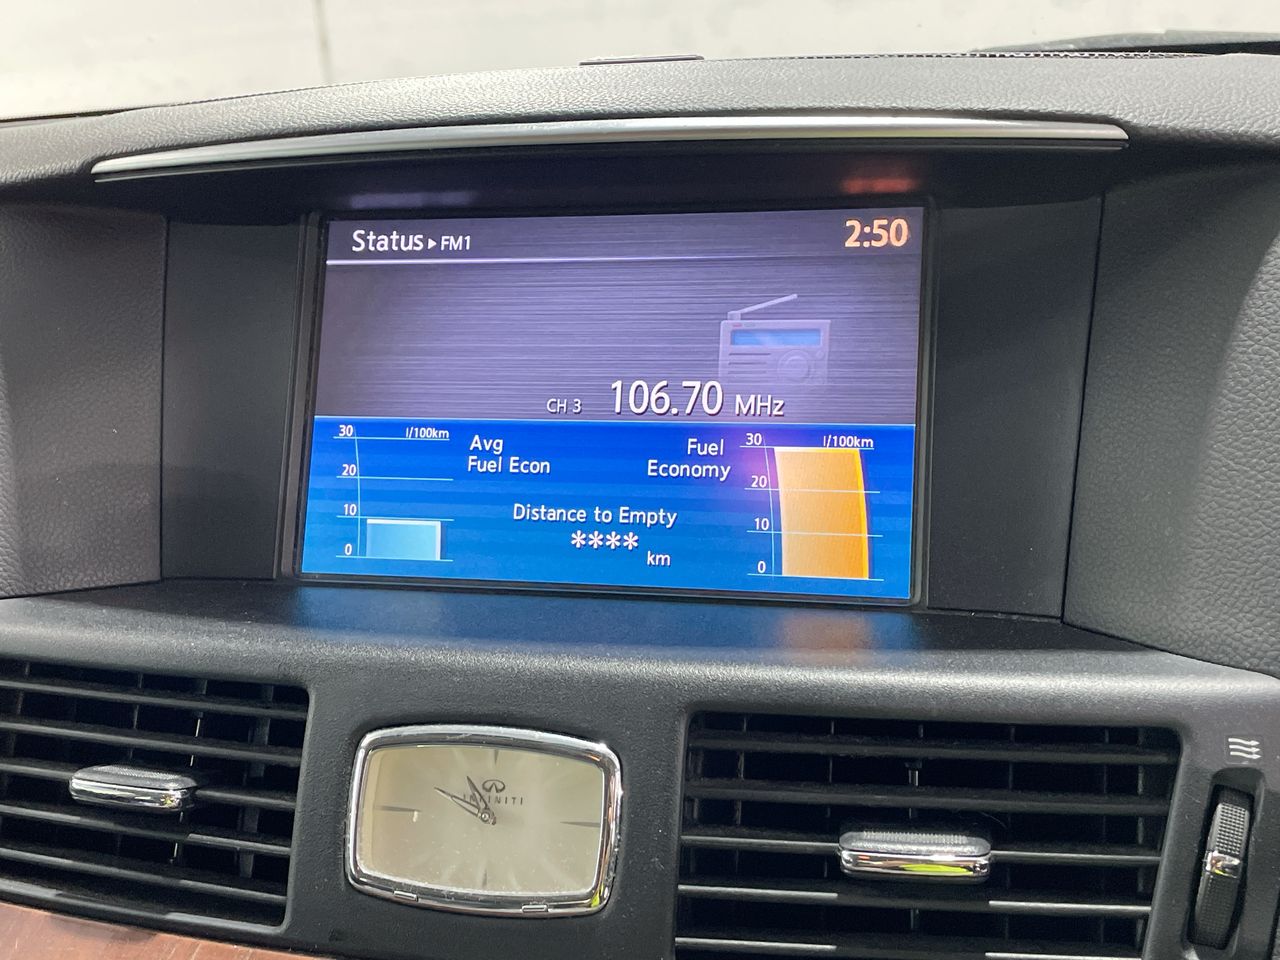 Status▸FM1
2:50
CH 3 106.70 MHz
30 l/100km
20
10
0
Avg
Fuel Econ
Fuel
Economy
30 l/100km
20
10
0
Distance to Empty
**** km
INFINITI